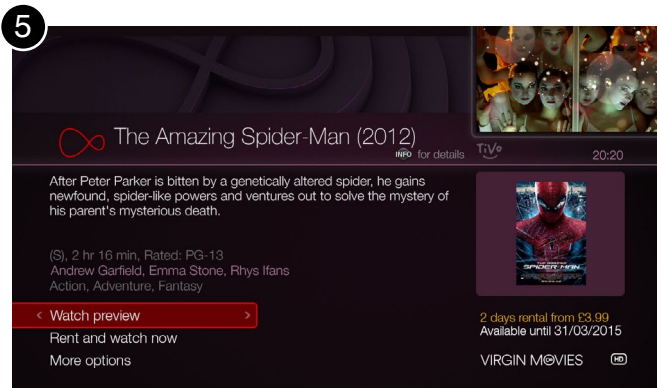 5
The Amazing Spider-Man (2012)
INFO for details
TiVo
20:20
After Peter Parker is bitten by a genetically altered spider, he gains
newfound, spider-like powers and ventures out to solve the mystery of
his parent's mysterious death.
(S), 2 hr 16 min, Rated: PG-13
Andrew Garfield, Emma Stone, Rhys Ifans
Action, Adventure, Fantasy
< Watch preview >
Rent and watch now
More options
THE AMAZING
SPIDER-MAN
2 days rental from £3.99
Available until 31/03/2015
VIRGIN MOVIES HD